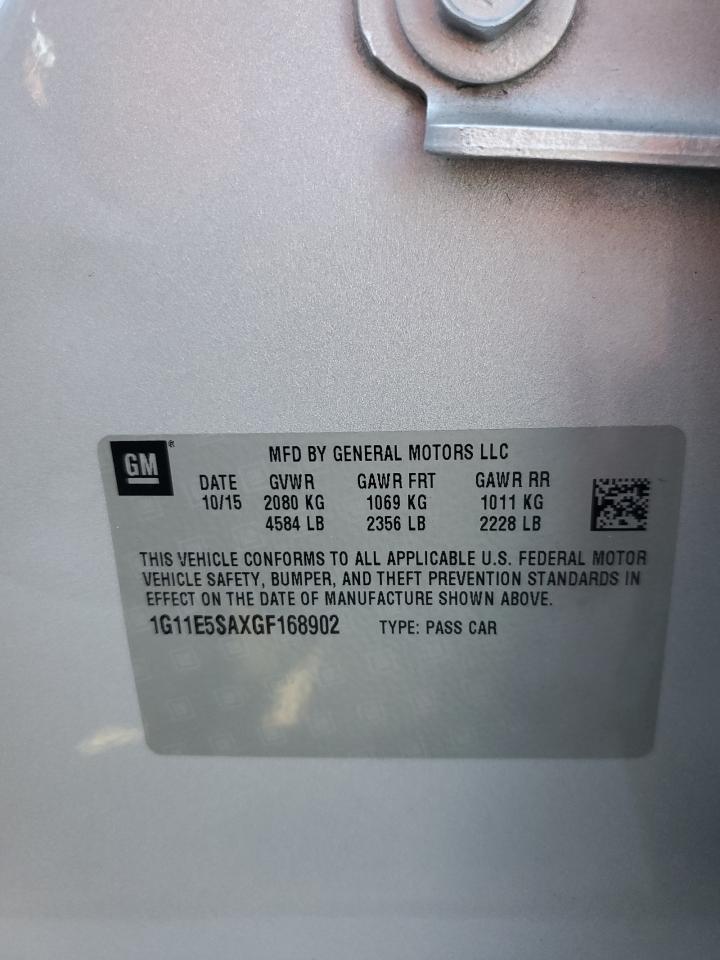 GM®
MFD BY GENERAL MOTORS LLC
DATE GVWR GAWR FRT GAWR RR
10/15 2080 KG 1069 KG 1011 KG
4584 LB 2356 LB 2228 LB
THIS VEHICLE CONFORMS TO ALL APPLICABLE U.S. FEDERAL MOTOR
VEHICLE SAFETY, BUMPER, AND THEFT PREVENTION STANDARDS IN
EFFECT ON THE DATE OF MANUFACTURE SHOWN ABOVE.
1G11E5SAXGF168902 TYPE: PASS CAR